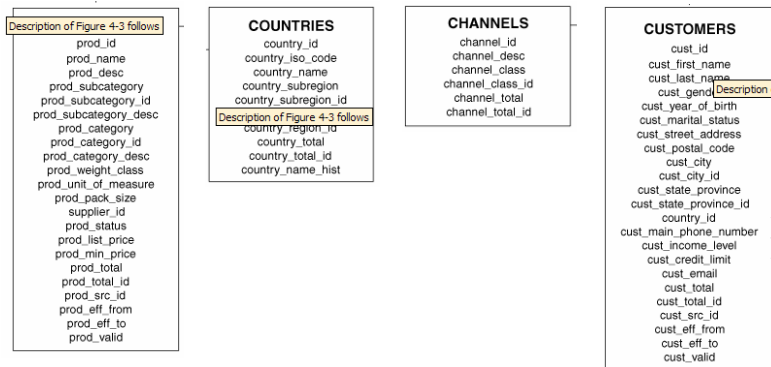 Description of Figure 4-3 follows
prod_id
prod_name
prod_desc
prod_subcategory
prod_subcategory_id
prod_subcategory_desc
prod_category
prod_category_id
prod_category_desc
prod_weight_class
prod_unit_of_measure
prod_pack_size
supplier_id
prod_status
prod_list_price
prod_min_price
prod_total
prod_total_id
prod_src_id
prod_eff_from
prod_eff_to
prod_valid
COUNTRIES
country_id
country_iso_code
country_name
country_subregion
country_subregion_id
Description of Figure 4-3 follows
country_region_id
country_total
country_total_id
country_name_hist
CHANNELS
channel_id
channel_desc
channel_class
channel_class_id
channel_total
channel_total_id
CUSTOMERS
cust_id
cust_first_name
cust_last_name
Description
cust_year_of_birth
cust_marital_status
cust_street_address
cust_postal_code
cust_city
cust_city_id
cust_state_province
cust_state_province_id
country_id
cust_main_phone_number
cust_income_level
cust_credit_limit
cust_email
cust_total
cust_total_id
cust_src_id
cust_eff_from
cust_eff_to
cust_valid